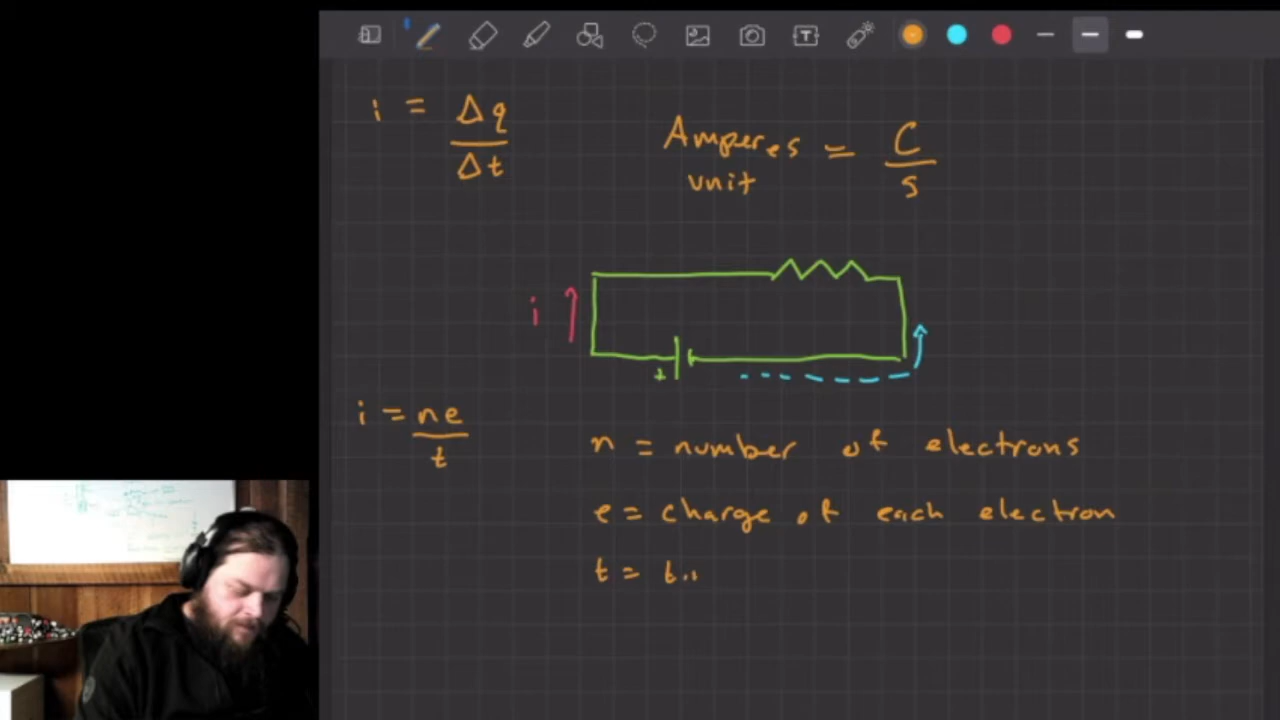 i = Δq/Δt
Amperes unit = C/s
i
+
i = ne/t
n = number of electrons
e = charge of each electron
t =
T